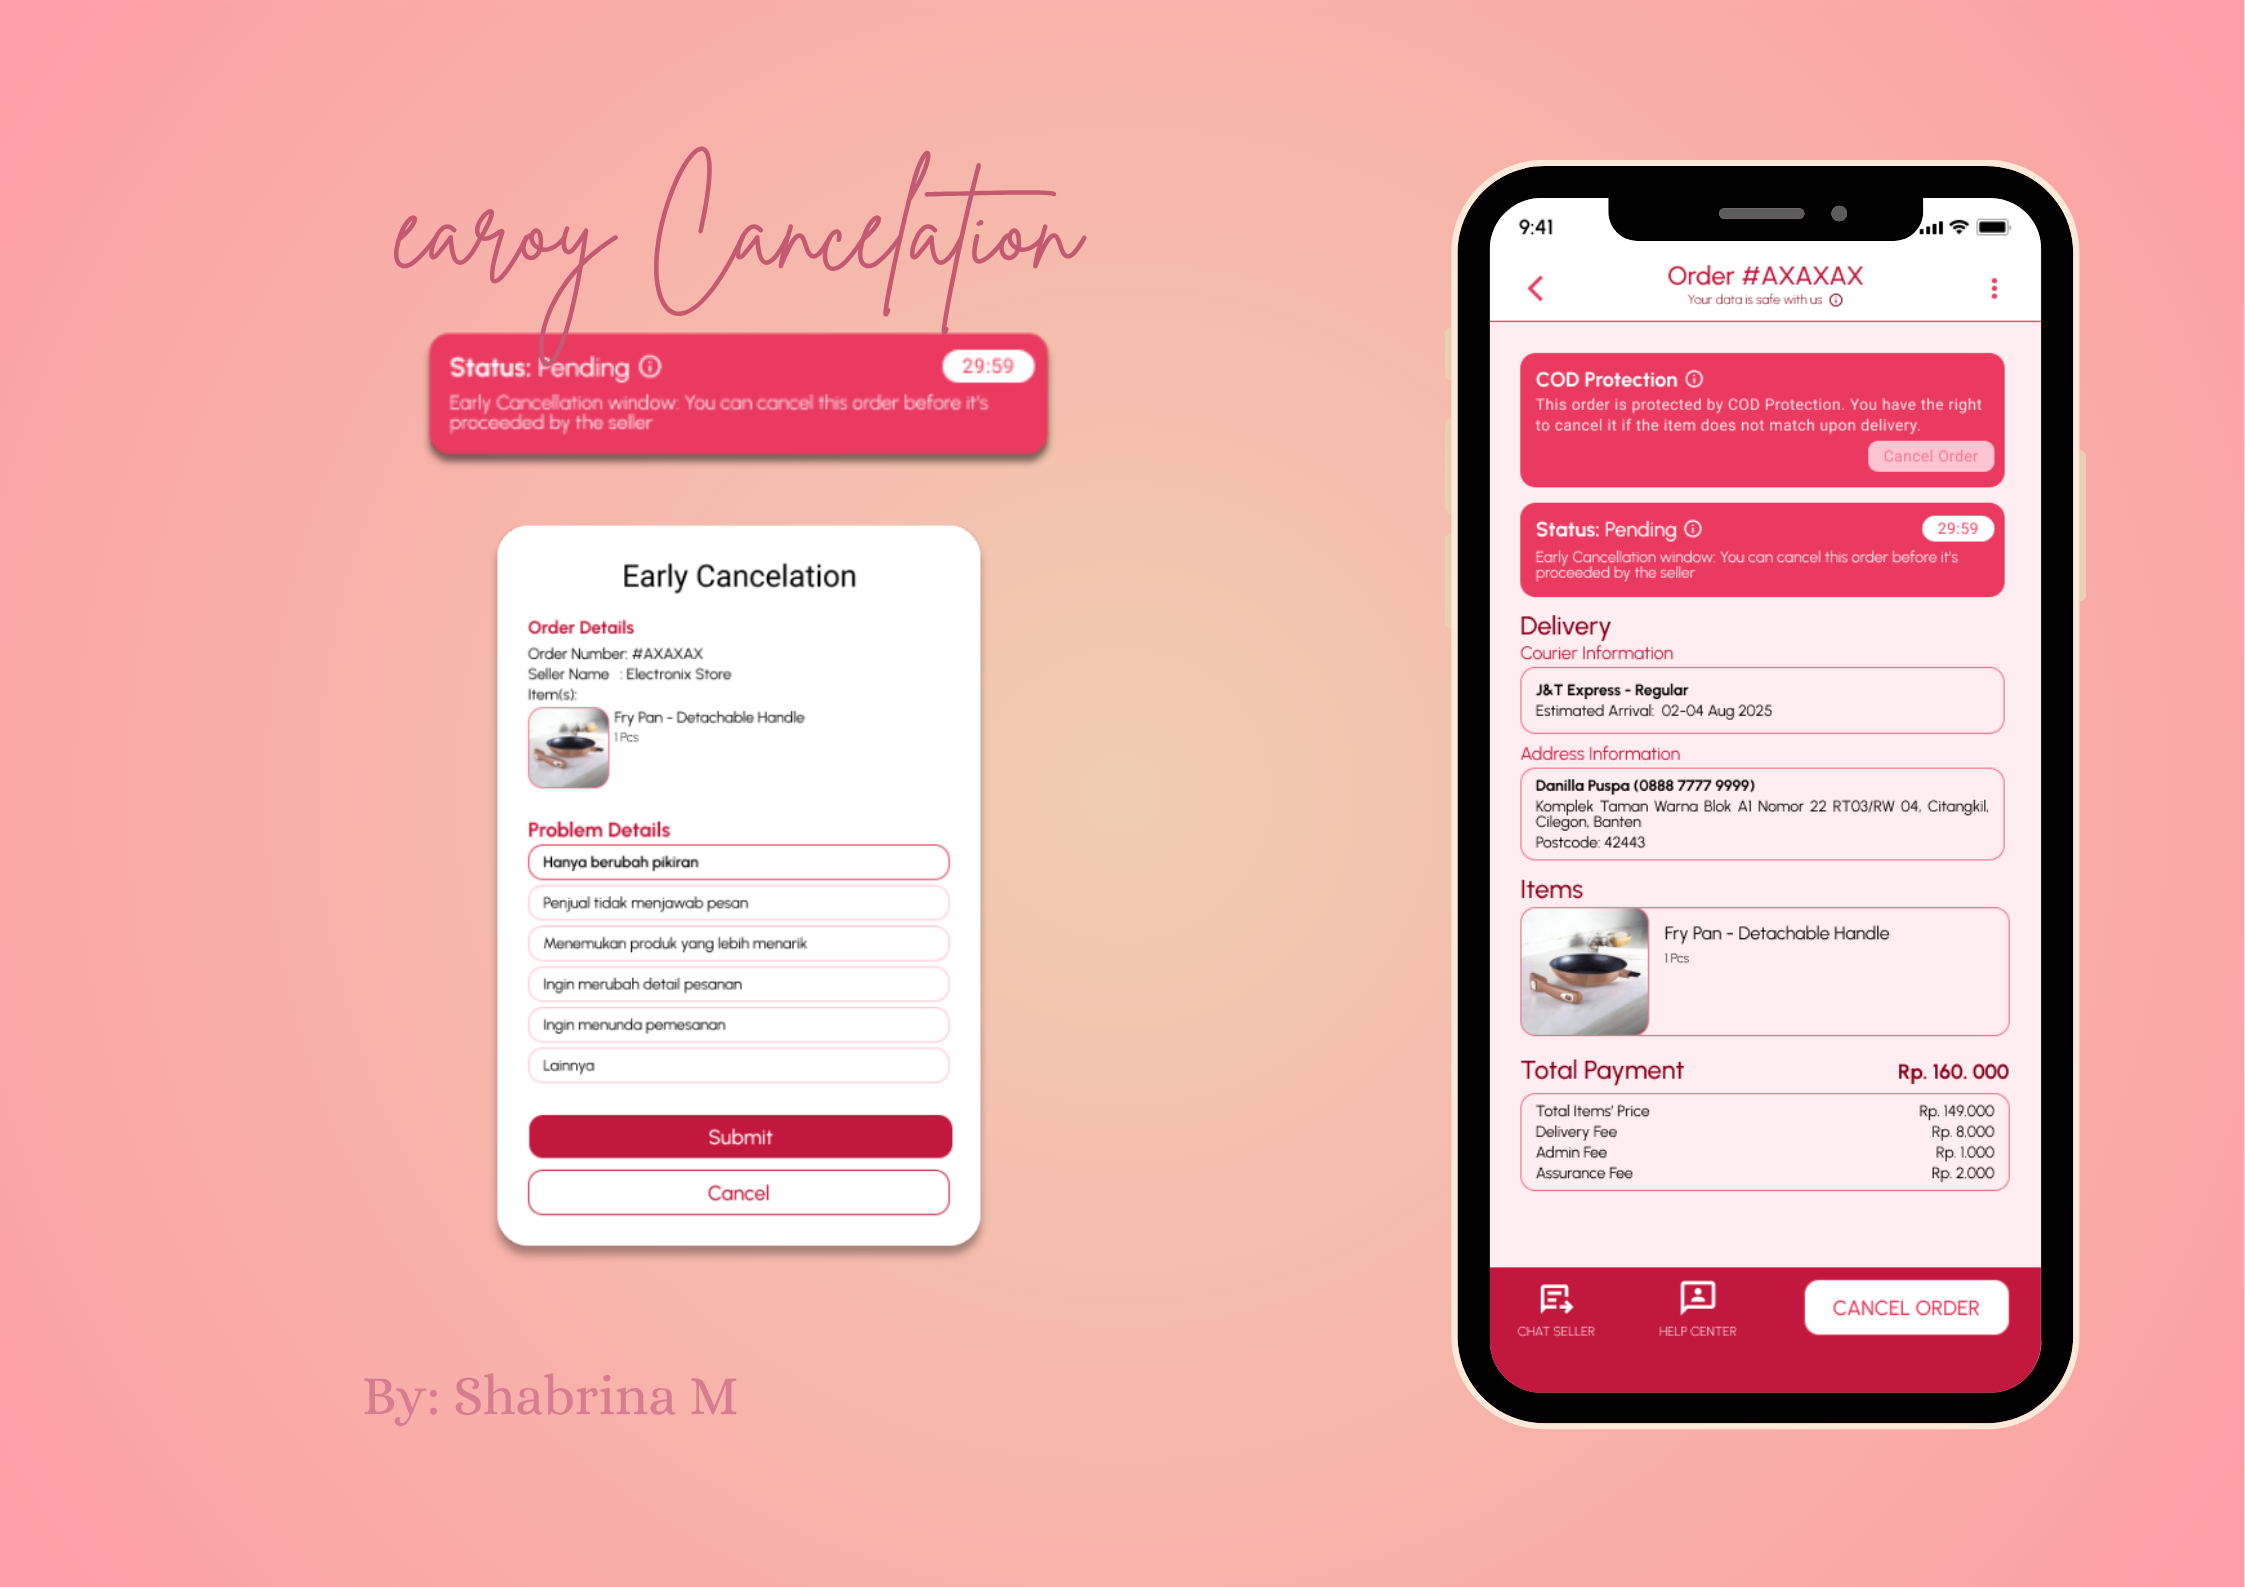 earoy Cancelation
Status: Pending
29:59
Early Cancellation window: You can cancel this order before it's
proceeded by the seller
Early Cancelation
Order Details
Order Number: #AXAXAX
Seller Name : Electronix Store
Item(s):
Fry Pan - Detachable Handle
1 Pcs
Problem Details
Hanya berubah pikiran
Penjual tidak menjawab pesan
Menemukan produk yang lebih menarik
Ingin merubah detail pesanan
Ingin menunda pemesanan
Lainnya
Submit
Cancel
By: Shabrina M
9:41
Order #AXAXAX
Your data is safe with us
COD Protection
This order is protected by COD Protection. You have the right
to cancel it if the item does not match upon delivery.
Cancel Order
Status: Pending
29:59
Early Cancellation window: You can cancel this order before it's
proceeded by the seller
Delivery
Courier Information
J&T Express - Regular
Estimated Arrival: 02-04 Aug 2025
Address Information
Danilla Puspa (0888 7777 9999)
Komplek Taman Warna Blok A1 Nomor 22 RT03/RW 04, Citangkil,
Cilegon, Banten
Postcode: 42443
Items
Fry Pan - Detachable Handle
1 Pcs
Total Payment Rp. 160. 000
Total Items' Price Rp. 149.000
Delivery Fee Rp. 8.000
Admin Fee Rp. 1.000
Assurance Fee Rp. 2.000
CHAT SELLER
HELP CENTER
CANCEL ORDER